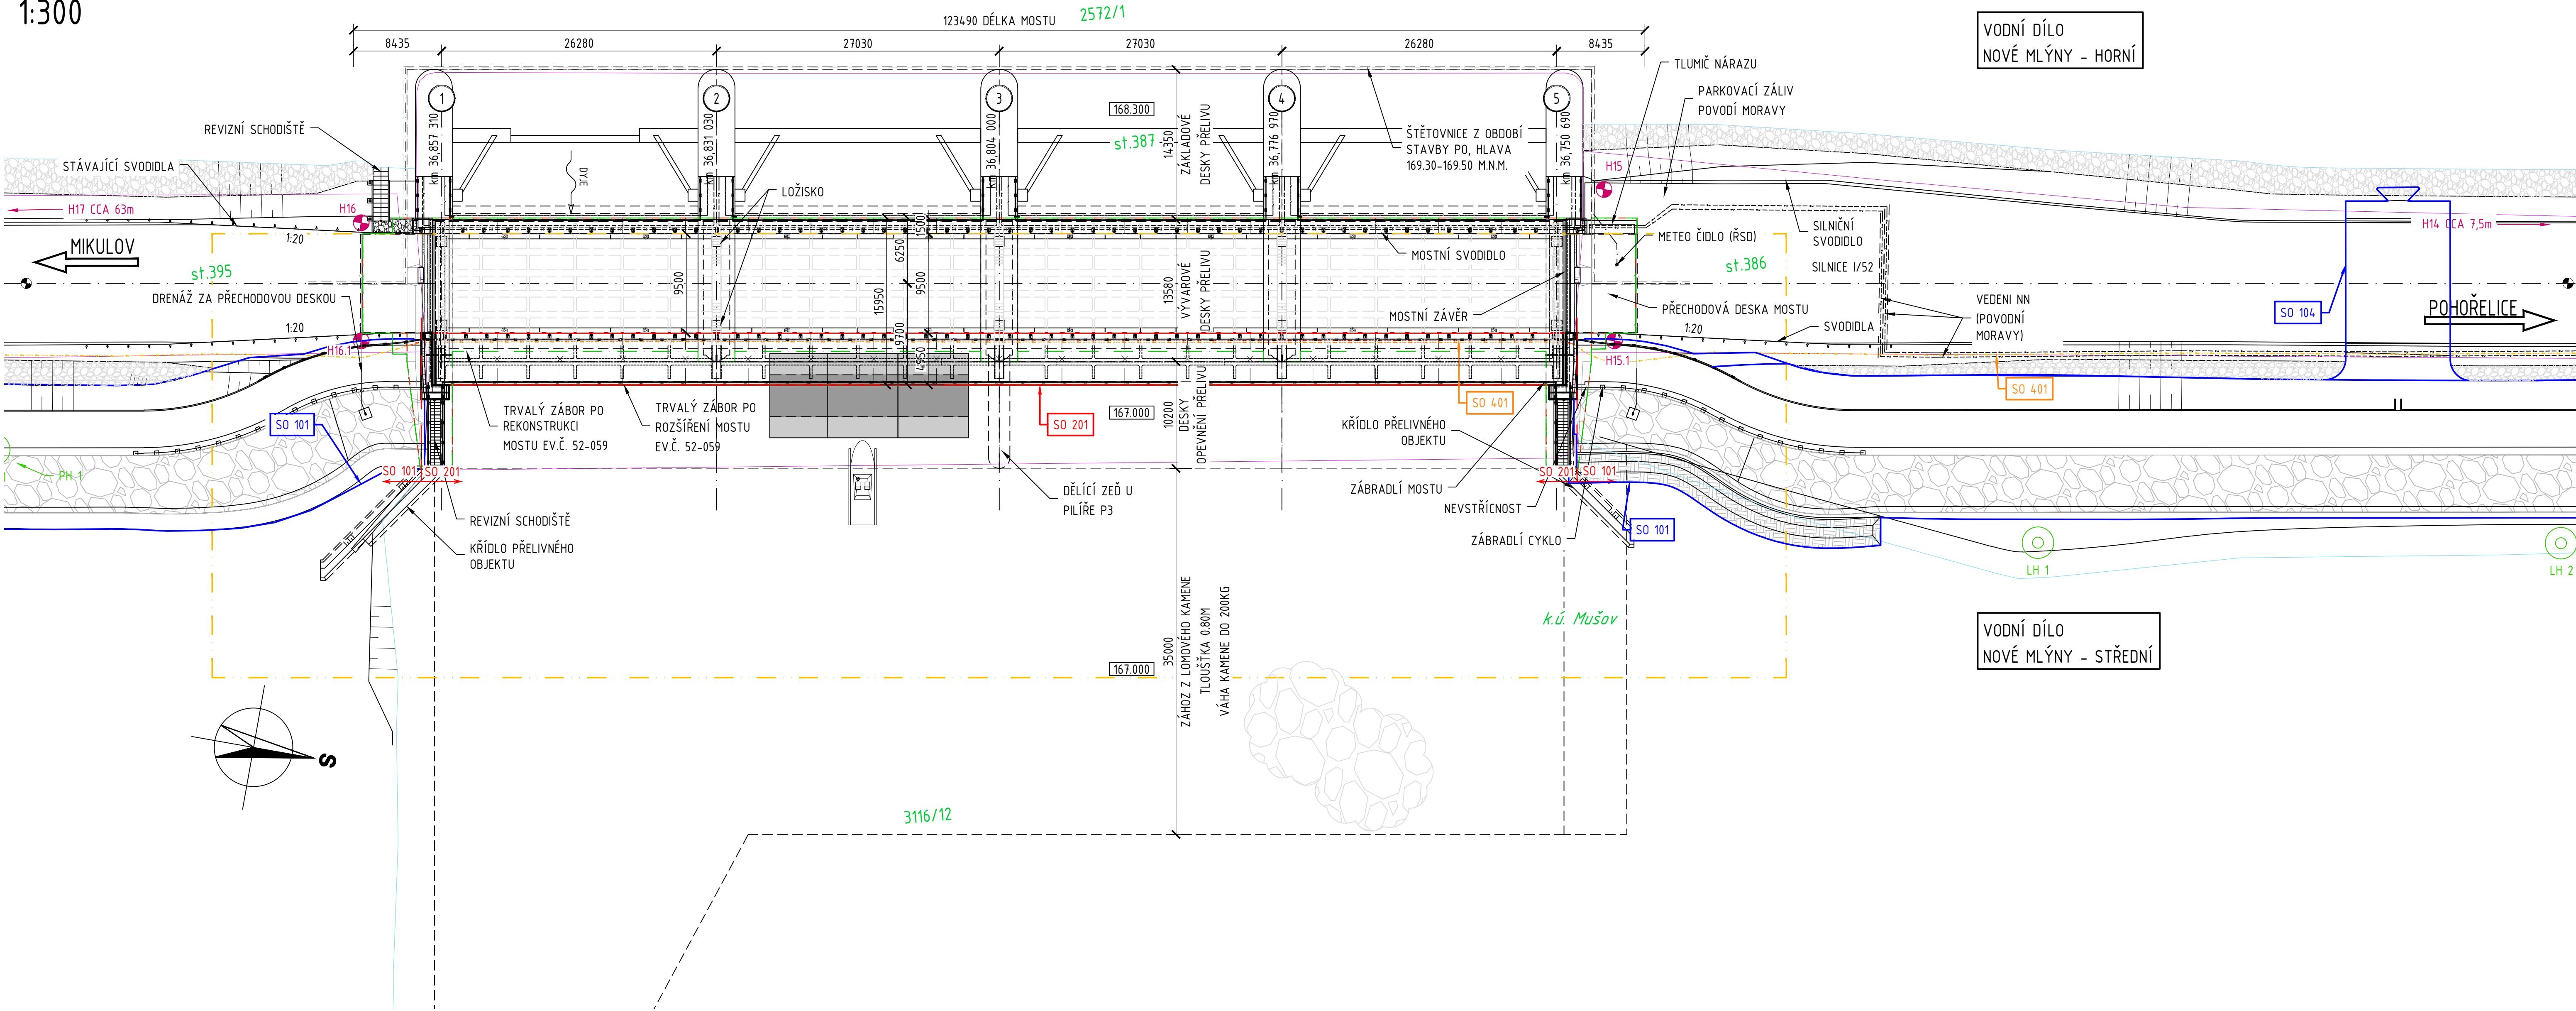 1:300
123490 DÉLKA MOSTU
2572/1
8435
26280
27030
27030
26280
8435
VODNÍ DÍLO
NOVÉ MLÝNY - HORNÍ
1
2
3
4
5
km 36,857 310
km 36,831 030
km 36,804 000
km 36,776 970
km 36,750 690
168.300
st.387
14350
ZÁKLADOVÉ
DESKY PŘELIVU
ŠTĚTOVNICE Z OBDOBÍ
STAVBY PO, HLAVA
169.30-169.50 M.N.M.
TLUMIČ NÁRAZU
PARKOVACÍ ZÁLIV
POVODÍ MORAVY
REVIZNÍ SCHODIŠTĚ
STÁVAJÍCÍ SVODIDLA
DYJE
LOŽISKO
H15
H17 CCA 63m
H16
1:20
MIKULOV
st.395
DRENÁŽ ZA PŘECHODOVOU DESKOU
1:20
H16.1
1500
6250
9500
9500
15950
9700
4950
13580
VÝVAROVÉ
DESKY PŘELIVU
MOSTNÍ SVODIDLO
MOSTNÍ ZÁVĚR
METEO ČIDLO (ŘSD)
SILNIČNÍ
SVODIDLO
SILNICE I/52
st.386
PŘECHODOVÁ DESKA MOSTU
1:20
SVODIDLA
H15.1
VEDENI NN
(POVODNÍ
MORAVY)
H14 CCA 7,5m
SO 104
POHOŘELICE
SO 401
SO 401
SO 101
TRVALÝ ZÁBOR PO
REKONSTRUKCI
MOSTU EV.Č. 52-059
TRVALÝ ZÁBOR PO
ROZŠÍŘENÍ MOSTU
EV.Č. 52-059
SO 201
167.000
10200
DESKY
OPEVNĚNÍ PŘELIVU
KŘÍDLO PŘELIVNÉHO
OBJEKTU
PH 1
SO 101
SO 201
SO 201
SO 101
DĚLÍCÍ ZEĎ U
PILÍŘE P3
ZÁBRADLÍ MOSTU
NEVSTŘÍCNOST
ZÁBRADLÍ CYKLO
SO 101
REVIZNÍ SCHODIŠTĚ
KŘÍDLO PŘELIVNÉHO
OBJEKTU
LH 1
LH 2
k.ú. Mušov
VODNÍ DÍLO
NOVÉ MLÝNY - STŘEDNÍ
167.000
35000
ZÁHOZ Z LOMOVÉHO KAMENE
TLOUŠŤKA 0.80M
VÁHA KAMENE DO 200KG
S
3116/12